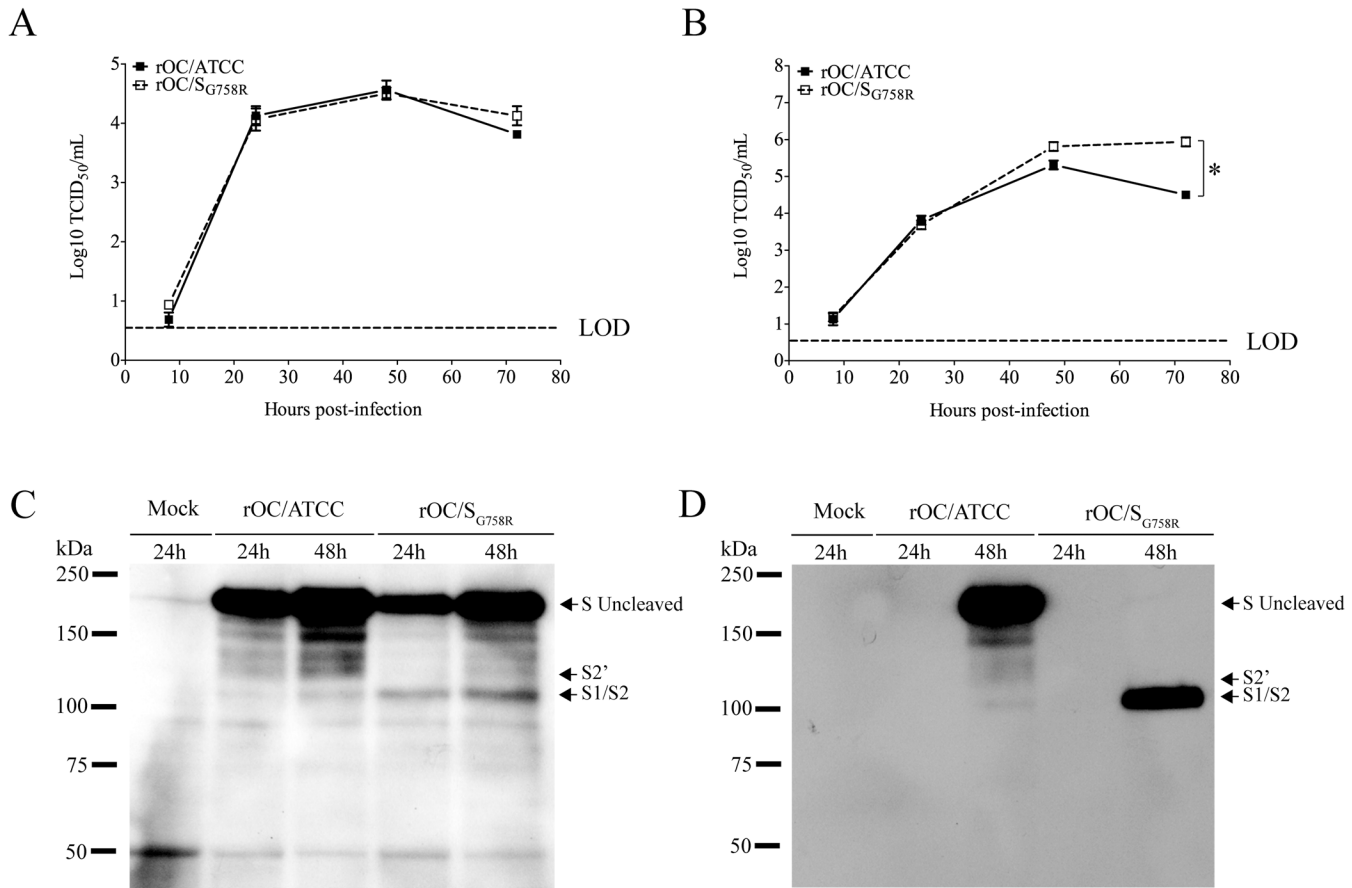 A
rOC/ATCC
rOC/S_G758R
Log10 TCID50/mL
5
4
3
2
1
0
LOD
0 10 20 30 40 50 60 70 80
Hours post-infection
B
rOC/ATCC
rOC/S_G758R
Log10 TCID50/mL
8
7
6
5
4
3
2
1
0
*
LOD
0 10 20 30 40 50 60 70 80
Hours post-infection
C
Mock rOC/ATCC rOC/S_G758R
kDa 24h 24h 48h 24h 48h
250
150
100
75
50
S Uncleaved
S2’
S1/S2
D
Mock rOC/ATCC rOC/S_G758R
kDa 24h 24h 48h 24h 48h
250
150
100
75
50
S Uncleaved
S2’
S1/S2